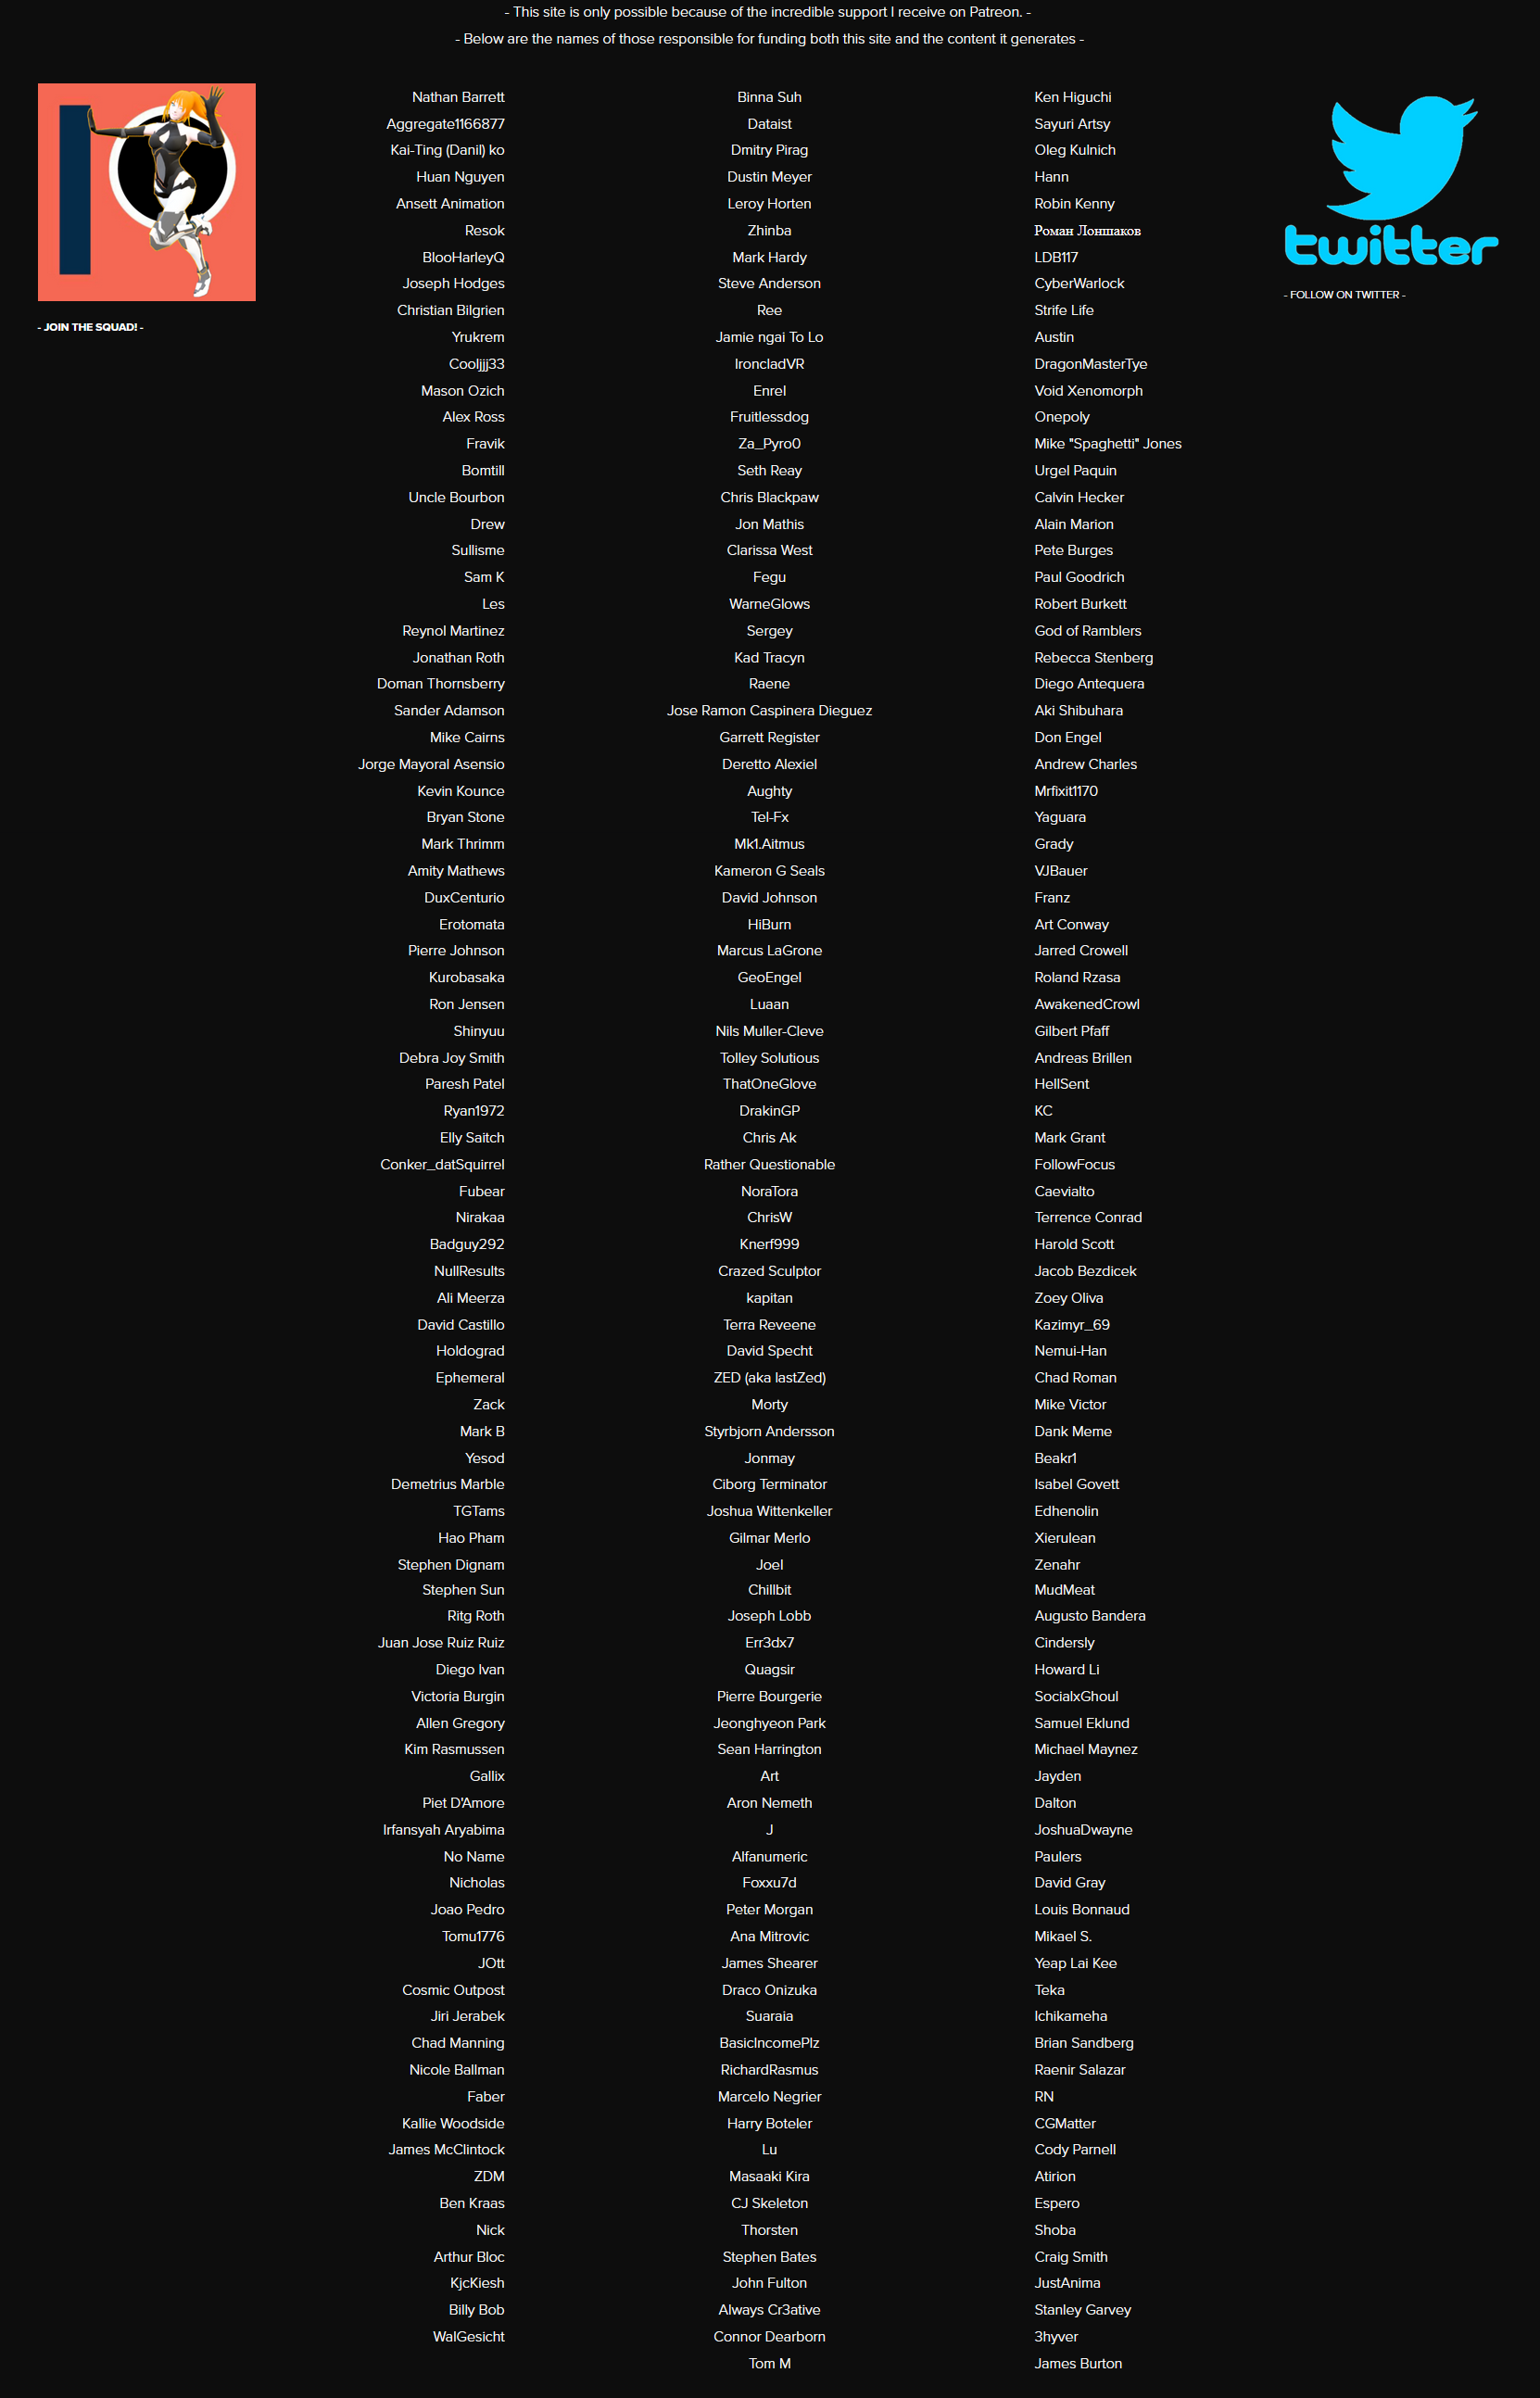 - This site is only possible because of the incredible support I receive on Patreon. -
- Below are the names of those responsible for funding both this site and the content it generates -
- JOIN THE SQUAD! -
Nathan Barrett
Aggregate1166877
Kai-Ting (Danil) ko
Huan Nguyen
Ansett Animation
Resok
BlooHarleyQ
Joseph Hodges
Christian Bilgrien
Yrukrem
Cooljjj33
Mason Ozich
Alex Ross
Fravik
Bomtill
Uncle Bourbon
Drew
Sullisme
Sam K
Les
Reynol Martinez
Jonathan Roth
Doman Thornsberry
Sander Adamson
Mike Cairns
Jorge Mayoral Asensio
Kevin Kounce
Bryan Stone
Mark Thrimm
Amity Mathews
DuxCenturio
Erotomata
Pierre Johnson
Kurobasaka
Ron Jensen
Shinyuu
Debra Joy Smith
Paresh Patel
Ryan1972
Elly Saitch
Conker_datSquirrel
Fubear
Nirakaa
Badguy292
NullResults
Ali Meerza
David Castillo
Holdograd
Ephemeral
Zack
Mark B
Yesod
Demetrius Marble
TGTams
Hao Pham
Stephen Dignam
Stephen Sun
Ritg Roth
Juan Jose Ruiz Ruiz
Diego Ivan
Victoria Burgin
Allen Gregory
Kim Rasmussen
Gallix
Piet D'Amore
Irfansyah Aryabima
No Name
Nicholas
Joao Pedro
Tomu1776
JOtt
Cosmic Outpost
Jiri Jerabek
Chad Manning
Nicole Ballman
Faber
Kallie Woodside
James McClintock
ZDM
Ben Kraas
Nick
Arthur Bloc
KjcKiesh
Billy Bob
WalGesicht
Binna Suh
Dataist
Dmitry Pirag
Dustin Meyer
Leroy Horten
Zhinba
Mark Hardy
Steve Anderson
Ree
Jamie ngai To Lo
IroncladVR
Enrel
Fruitlessdog
Za_Pyro0
Seth Reay
Chris Blackpaw
Jon Mathis
Clarissa West
Fegu
WarneGlows
Sergey
Kad Tracyn
Raene
Jose Ramon Caspinera Dieguez
Garrett Register
Deretto Alexiel
Aughty
Tel-Fx
Mk1.Aitmus
Kameron G Seals
David Johnson
HiBurn
Marcus LaGrone
GeoEngel
Luaan
Nils Muller-Cleve
Tolley Solutious
ThatOneGlove
DrakinGP
Chris Ak
Rather Questionable
NoraTora
ChrisW
Knerf999
Crazed Sculptor
kapitan
Terra Reveene
David Specht
ZED (aka lastZed)
Morty
Styrbjorn Andersson
Jonmay
Ciborg Terminator
Joshua Wittenkeller
Gilmar Merlo
Joel
Chillbit
Joseph Lobb
Err3dx7
Quagsir
Pierre Bourgerie
Jeonghyeon Park
Sean Harrington
Art
Aron Nemeth
J
Alfanumeric
Foxxu7d
Peter Morgan
Ana Mitrovic
James Shearer
Draco Onizuka
Suaraia
BasicIncomePlz
RichardRasmus
Marcelo Negrier
Harry Boteler
Lu
Masaaki Kira
CJ Skeleton
Thorsten
Stephen Bates
John Fulton
Always Cr3ative
Connor Dearborn
Tom M
Ken Higuchi
Sayuri Artsy
Oleg Kulnich
Hann
Robin Kenny
Роман Лоншаков
LDB117
CyberWarlock
Strife Life
Austin
DragonMasterTye
Void Xenomorph
Onepoly
Mike "Spaghetti" Jones
Urgel Paquin
Calvin Hecker
Alain Marion
Pete Burges
Paul Goodrich
Robert Burkett
God of Ramblers
Rebecca Stenberg
Diego Antequera
Aki Shibuhara
Don Engel
Andrew Charles
Mrfixit1170
Yaguara
Grady
VJBauer
Franz
Art Conway
Jarred Crowell
Roland Rzasa
AwakenedCrowl
Gilbert Pfaff
Andreas Brillen
HellSent
KC
Mark Grant
FollowFocus
Caevialto
Terrence Conrad
Harold Scott
Jacob Bezdicek
Zoey Oliva
Kazimyr_69
Nemui-Han
Chad Roman
Mike Victor
Dank Meme
Beakr1
Isabel Govett
Edhenolin
Xierulean
Zenahr
MudMeat
Augusto Bandera
Cindersly
Howard Li
SocialxGhoul
Samuel Eklund
Michael Maynez
Jayden
Dalton
JoshuaDwayne
Paulers
David Gray
Louis Bonnaud
Mikael S.
Yeap Lai Kee
Teka
Ichikameha
Brian Sandberg
Raenir Salazar
RN
CGMatter
Cody Parnell
Atirion
Espero
Shoba
Craig Smith
JustAnima
Stanley Garvey
3hyver
James Burton
twitter
- FOLLOW ON TWITTER -